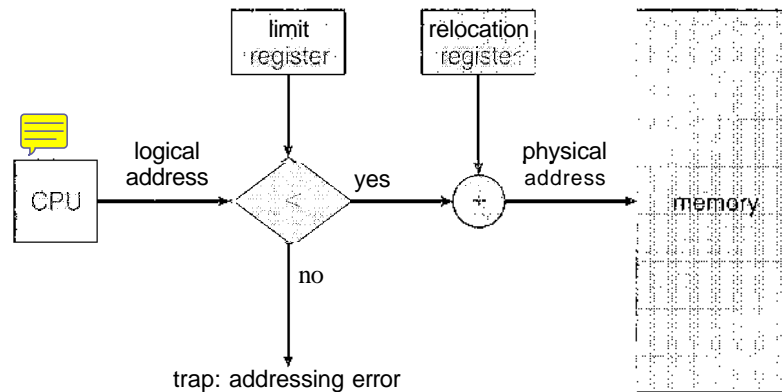 limit
register
relocation
registe
logical
address
CPU
<
yes
+
physical
address
memory
no
trap: addressing error